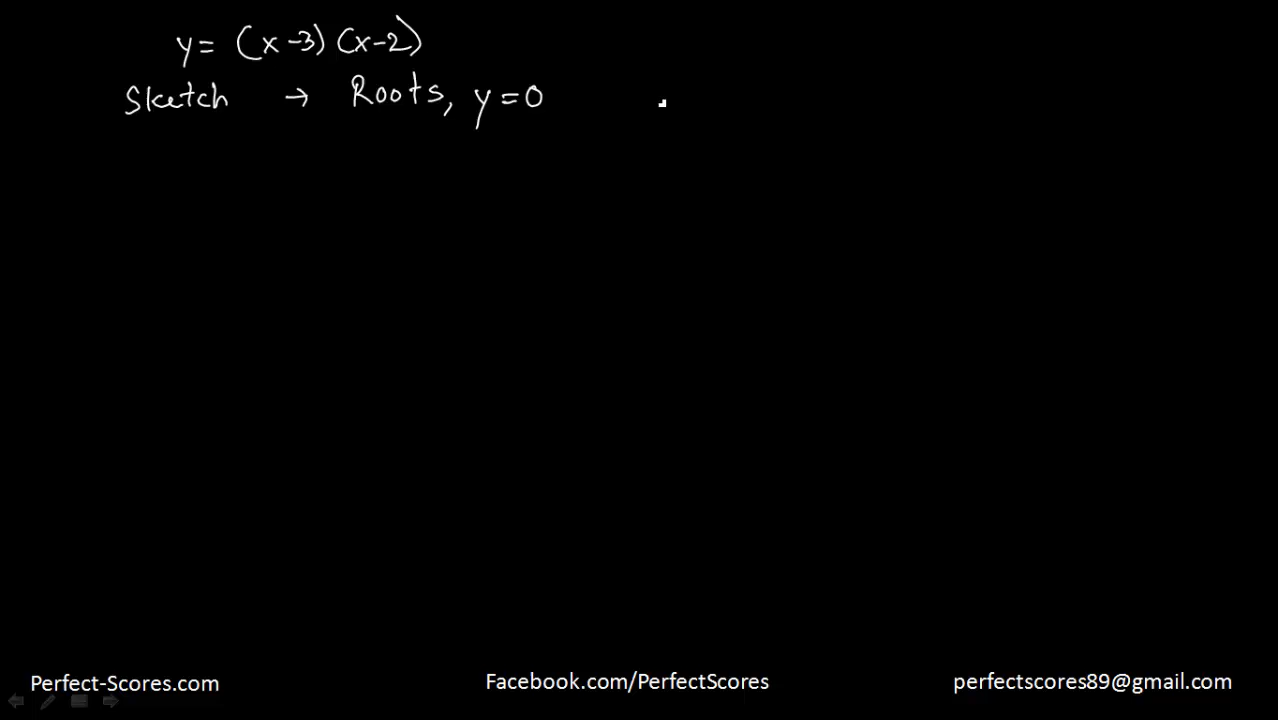 y = (x-3) (x-2)
Sketch → Roots, y = 0
Perfect-Scores.com
Facebook.com/PerfectScores
perfectscores89@gmail.com